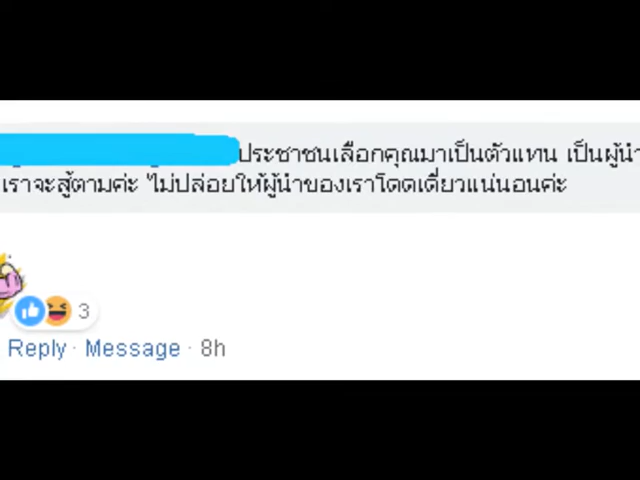 ประชาชนเลือกคุณมาเป็นตัวแทน เป็นผู้นำ
เราจะสู้ตามค่ะ ไม่ปล่อยให้ผู้นำของเราโดดเดี่ยวแน่นอนค่ะ
3
Reply · Message · 8h